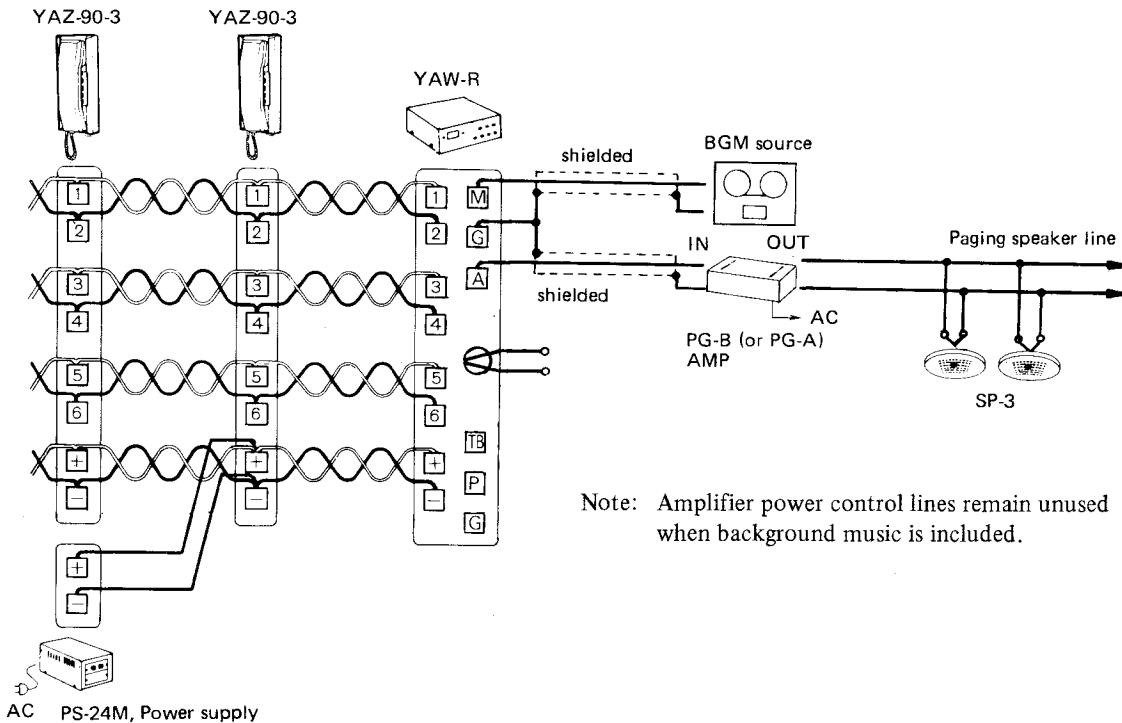 YAZ-90-3
YAZ-90-3
YAW-R
BGM source
shielded
1
1
1
M
2
2
2
G
IN
OUT
Paging speaker line
3
3
3
A
shielded
4
4
4
AC
PG-B (or PG-A)
AMP
5
5
5
SP-3
6
6
6
TB
+
+
+
P
−
−
−
G
Note: Amplifier power control lines remain unused
when background music is included.
+
−
AC
PS-24M, Power supply